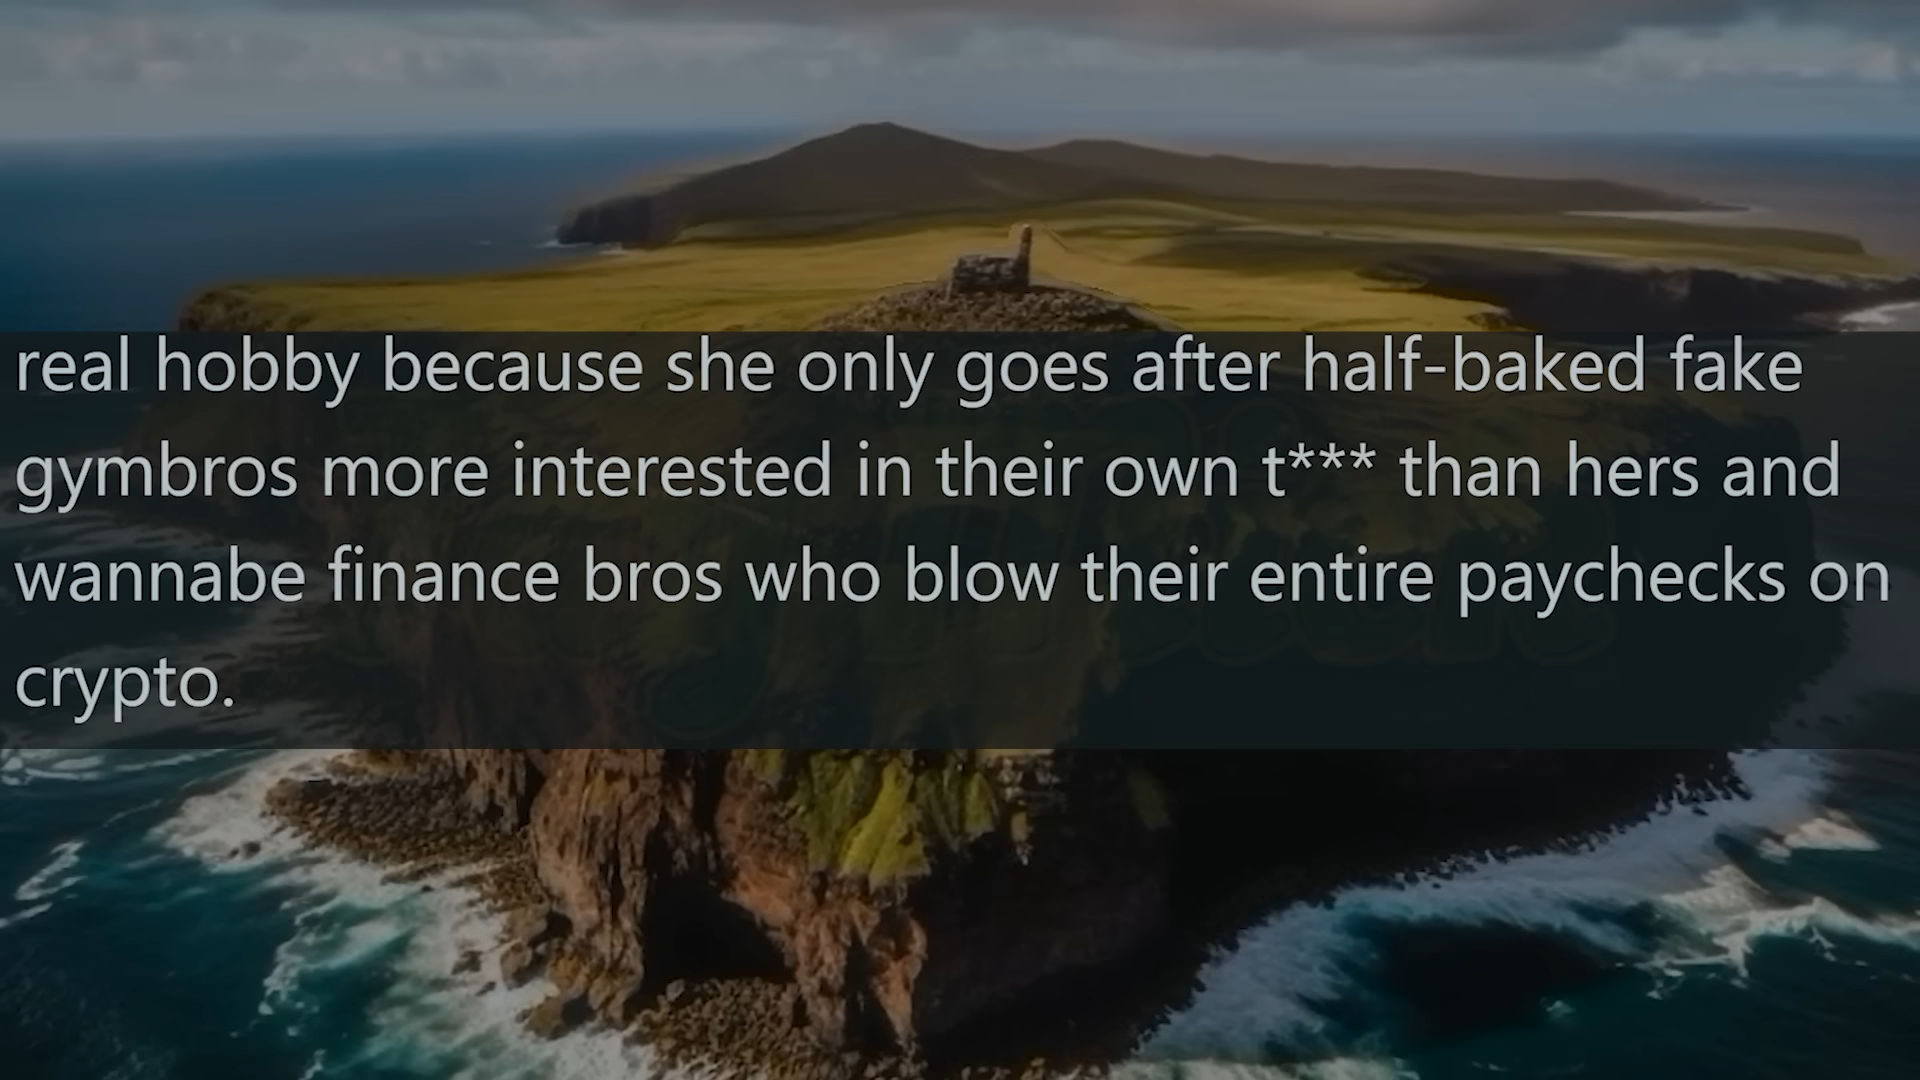 real hobby because she only goes after half-baked fake
gymbros more interested in their own t*** than hers and
wannabe finance bros who blow their entire paychecks on
crypto.